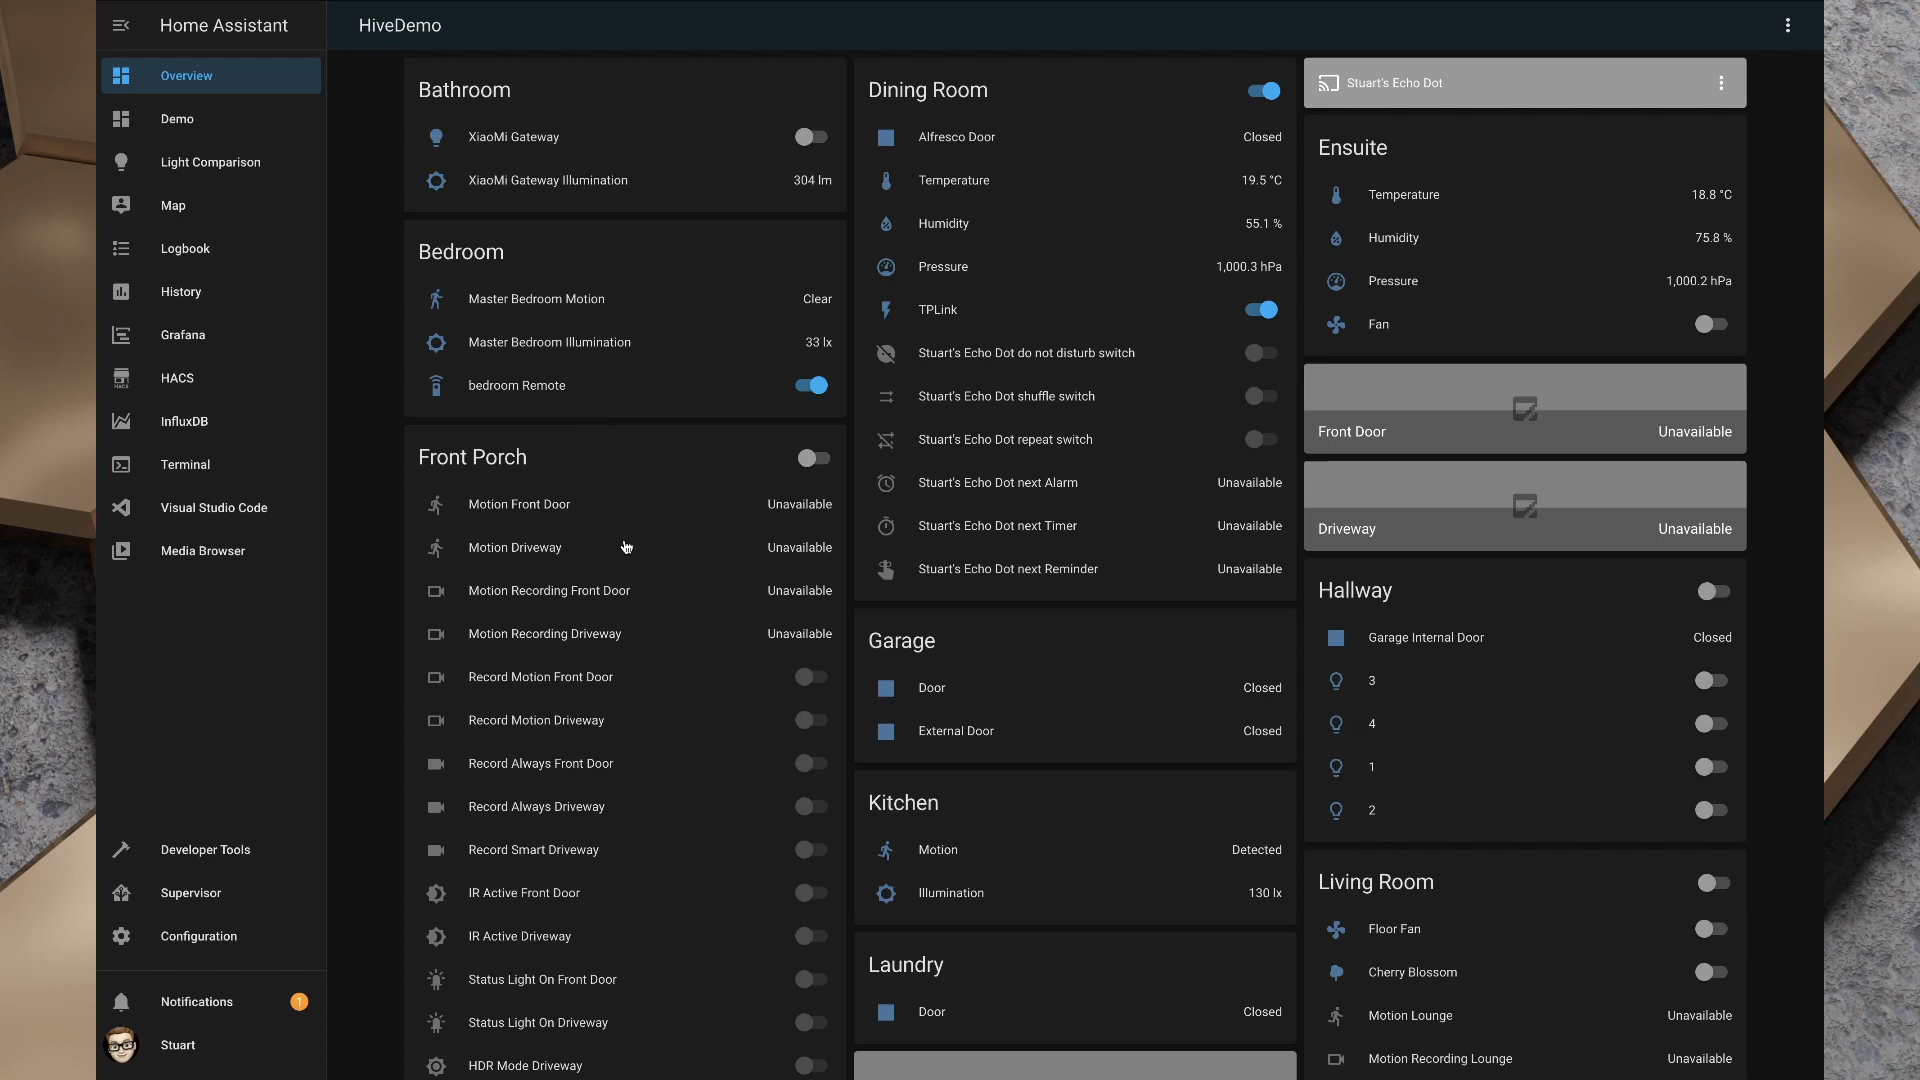 Home Assistant
HiveDemo
Overview
Demo
Light Comparison
Map
Logbook
History
Grafana
HACS
HACS
InfluxDB
Terminal
Visual Studio Code
Media Browser
Developer Tools
Supervisor
Configuration
Notifications 1
Stuart
Bathroom
XiaoMi Gateway
XiaoMi Gateway Illumination 304 lm
Bedroom
Master Bedroom Motion Clear
Master Bedroom Illumination 33 lx
bedroom Remote
Front Porch
Motion Front Door Unavailable
Motion Driveway Unavailable
Motion Recording Front Door Unavailable
Motion Recording Driveway Unavailable
Record Motion Front Door
Record Motion Driveway
Record Always Front Door
Record Always Driveway
Record Smart Driveway
IR Active Front Door
IR Active Driveway
Status Light On Front Door
Status Light On Driveway
HDR Mode Driveway
Dining Room
Alfresco Door Closed
Temperature 19.5 °C
Humidity 55.1 %
Pressure 1,000.3 hPa
TPLink
Stuart's Echo Dot do not disturb switch
Stuart's Echo Dot shuffle switch
Stuart's Echo Dot repeat switch
Stuart's Echo Dot next Alarm Unavailable
Stuart's Echo Dot next Timer Unavailable
Stuart's Echo Dot next Reminder Unavailable
Garage
Door Closed
External Door Closed
Kitchen
Motion Detected
Illumination 130 lx
Laundry
Door Closed
Stuart's Echo Dot
Ensuite
Temperature 18.8 °C
Humidity 75.8 %
Pressure 1,000.2 hPa
Fan
Front Door Unavailable
Driveway Unavailable
Hallway
Garage Internal Door Closed
3
4
1
2
Living Room
Floor Fan
Cherry Blossom
Motion Lounge Unavailable
Motion Recording Lounge Unavailable